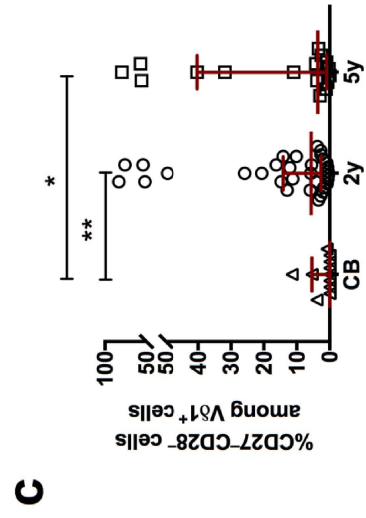 C
%CD27⁻CD28⁻ cells
among Vδ1⁺ cells
100
50
50
40
30
20
10
0
*
**
CB
2y
5y